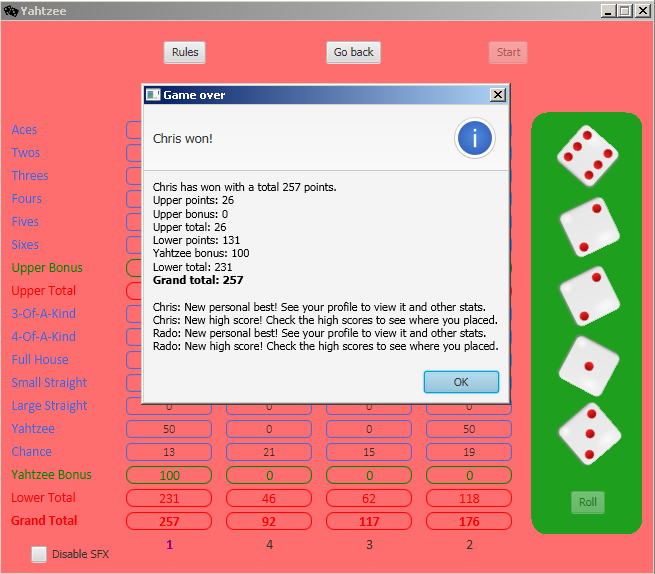 Yahtzee
Rules Go back Start
Game over
Chris won!
Chris has won with a total 257 points.
Upper points: 26
Upper bonus: 0
Upper total: 26
Lower points: 131
Yahtzee bonus: 100
Lower total: 231
Grand total: 257
Chris: New personal best! See your profile to view it and other stats.
Chris: New high score! Check the high scores to see where you placed.
Rado: New personal best! See your profile to view it and other stats.
Rado: New high score! Check the high scores to see where you placed.
OK
Aces
Twos
Threes
Fours
Fives
Sixes
Upper Bonus
Upper Total
3-Of-A-Kind
4-Of-A-Kind
Full House
Small Straight
Large Straight 0 0 0 0
Yahtzee 50 0 0 50
Chance 13 21 15 19
Yahtzee Bonus 100 0 0 0
Lower Total 231 46 62 118
Grand Total 257 92 117 176
1 4 3 2
Disable SFX
Roll